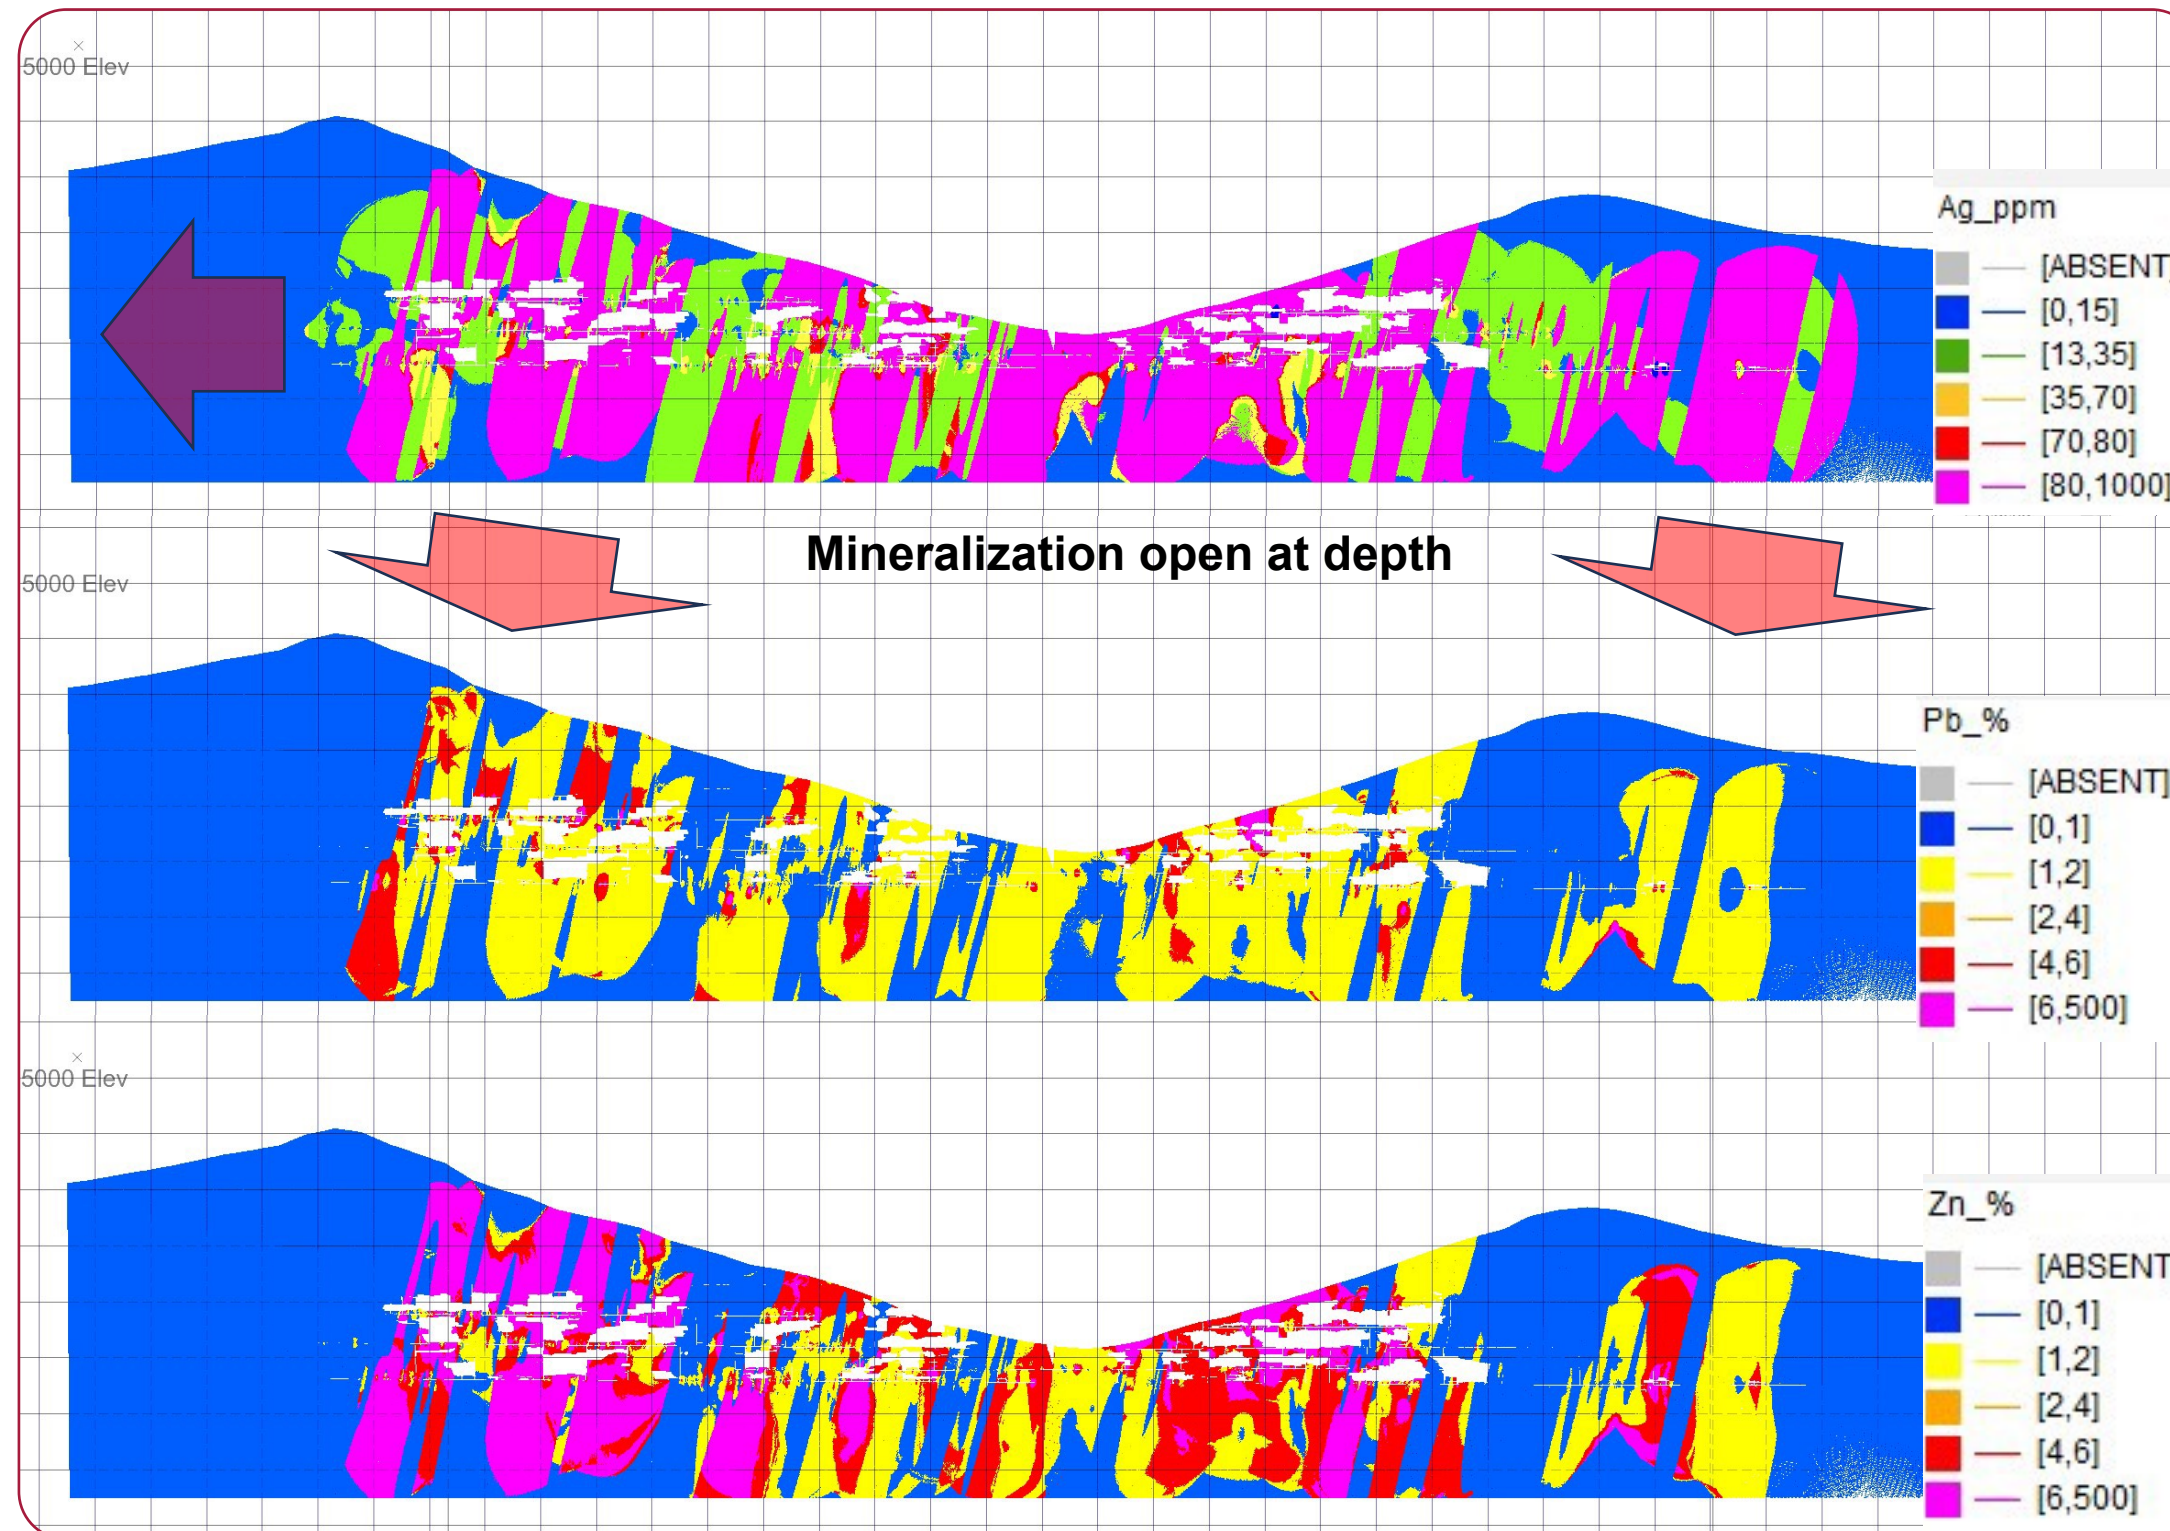 5000 Elev
Ag_ppm
[ABSENT
[0,15]
[13,35]
[35,70]
[70,80]
[80,1000]
Mineralization open at depth
5000 Elev
Pb_%
[ABSENT]
[0,1]
[1,2]
[2,4]
[4,6]
[6,500]
5000 Elev
Zn_%
[ABSENT
[0,1]
[1,2]
[2,4]
[4,6]
[6,500]